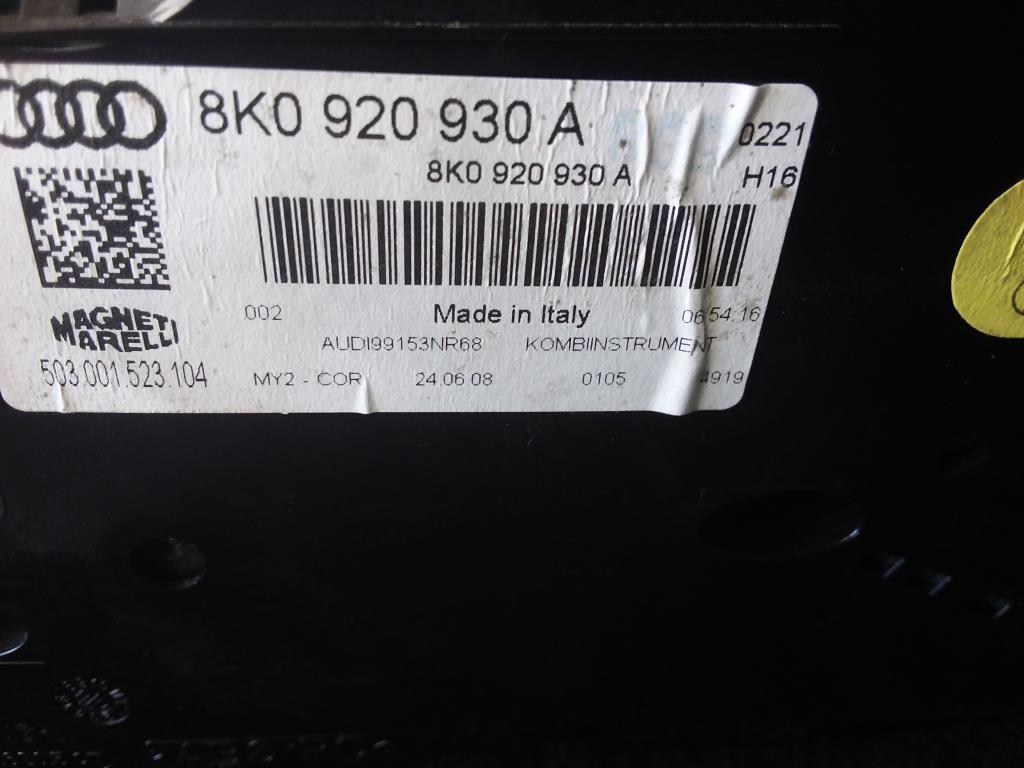 8K0 920 930 A 0221
8K0 920 930 A H16
002 Made in Italy 06 54:16
MAGNETI
MARELLI
AUDI99153NR68 KOMBIINSTRUMENT
503.001.523.104
MY2 - COR 24.06.08 0105 4919